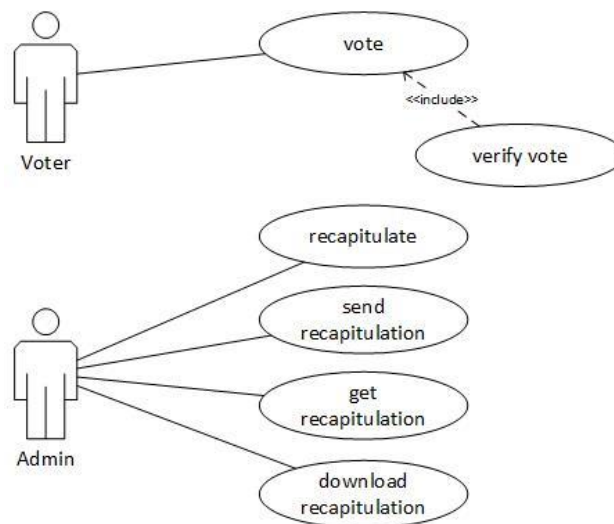 vote
<<include>>
verify vote
Voter
recapitulate
send
recapitulation
get
recapitulation
Admin
download
recapitulation